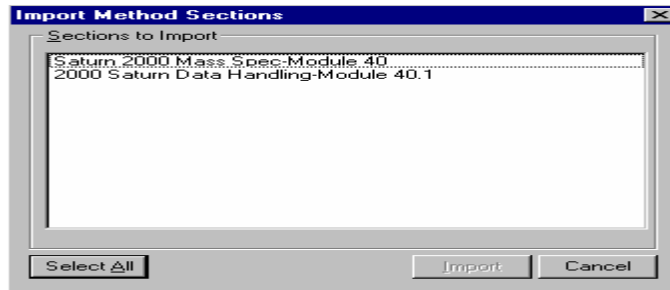 Import Method Sections
Sections to Import
Saturn 2000 Mass Spec-Module 40
2000 Saturn Data Handling-Module 40.1
Select All
Import
Cancel